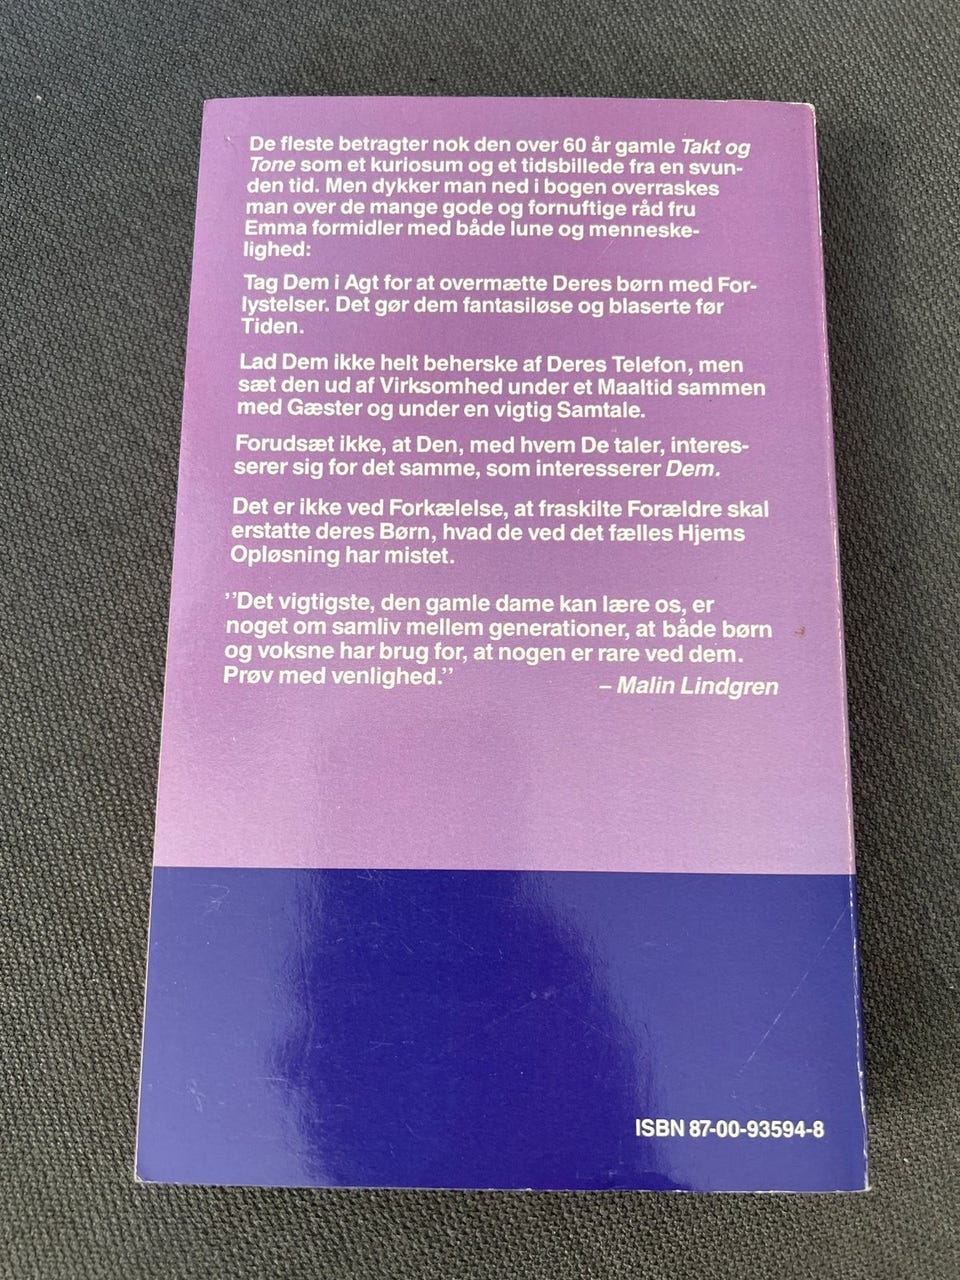 De fleste betragter nok den over 60 år gamle Takt og
Tone som et kuriosum og et tidsbillede fra en svun-
den tid. Men dykker man ned i bogen overraskes
man over de mange gode og fornuftige råd fru
Emma formidler med både lune og menneske-
lighed:
Tag Dem i Agt for at overmætte Deres børn med For-
lystelser. Det gør dem fantasiløse og blaserte før
Tiden.
Lad Dem ikke helt beherske af Deres Telefon, men
sæt den ud af Virksomhed under et Maaltid sammen
med Gæster og under en vigtig Samtale.
Forudsæt ikke, at Den, med hvem De taler, interes-
serer sig for det samme, som interesserer Dem.
Det er ikke ved Forkælelse, at fraskilte Forældre skal
erstatte deres Børn, hvad de ved det fælles Hjems
Opløsning har mistet.
''Det vigtigste, den gamle dame kan lære os, er
noget om samliv mellem generationer, at både børn
og voksne har brug for, at nogen er rare ved dem.
Prøv med venlighed.''
– Malin Lindgren
ISBN 87-00-93594-8